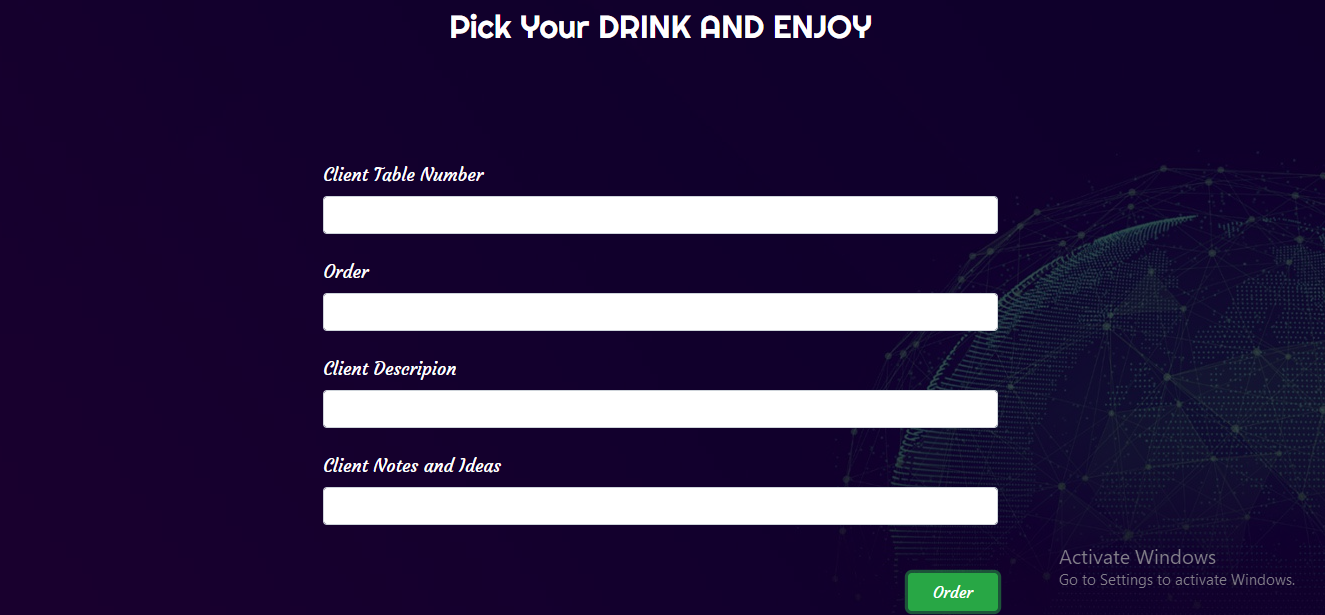 Pick Your DRINK AND ENJOY
Client Table Number
Order
Client Descripion
Client Notes and Ideas
Activate Windows
Go to Settings to activate Windows.
Order